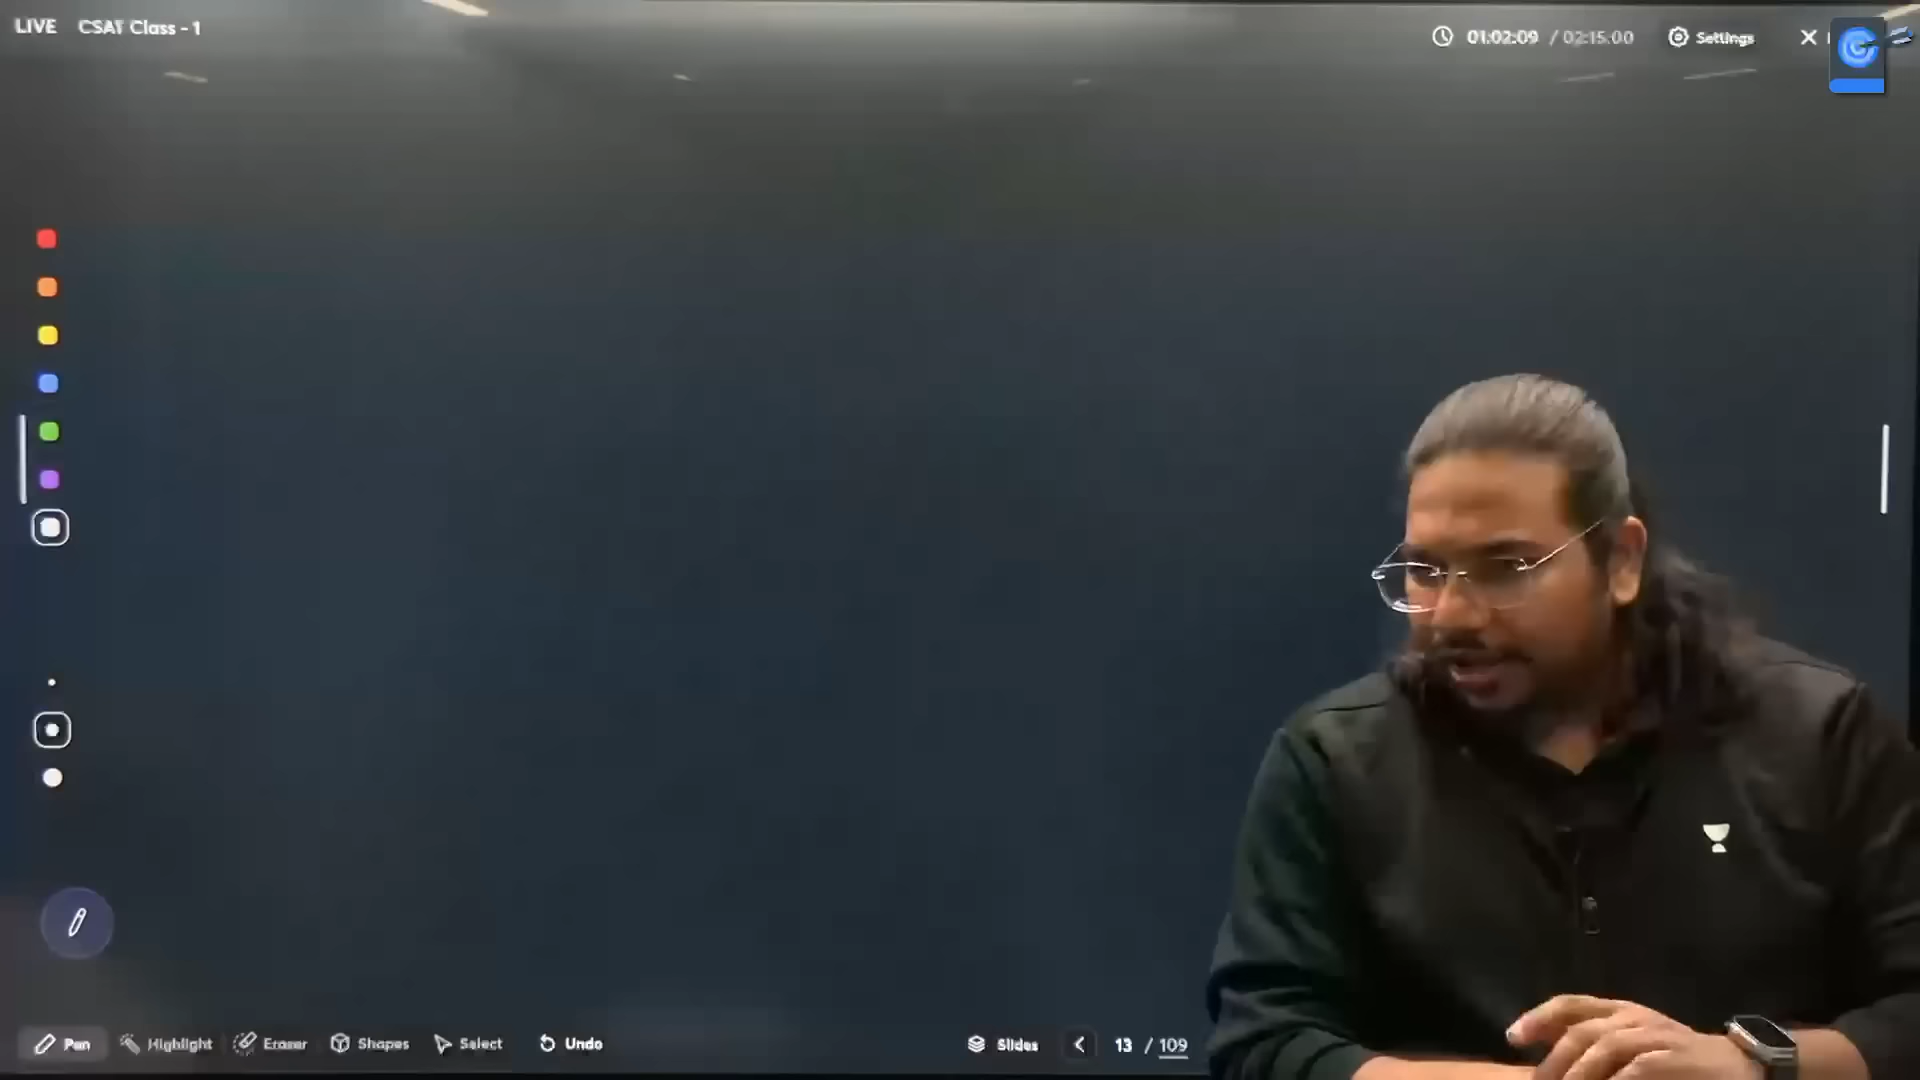 LIVE CSAT Class - 1
01:02:09 / 02:15:00 Settings
Pen Highlight Eraser Shapes Select Undo Slides 13 / 109